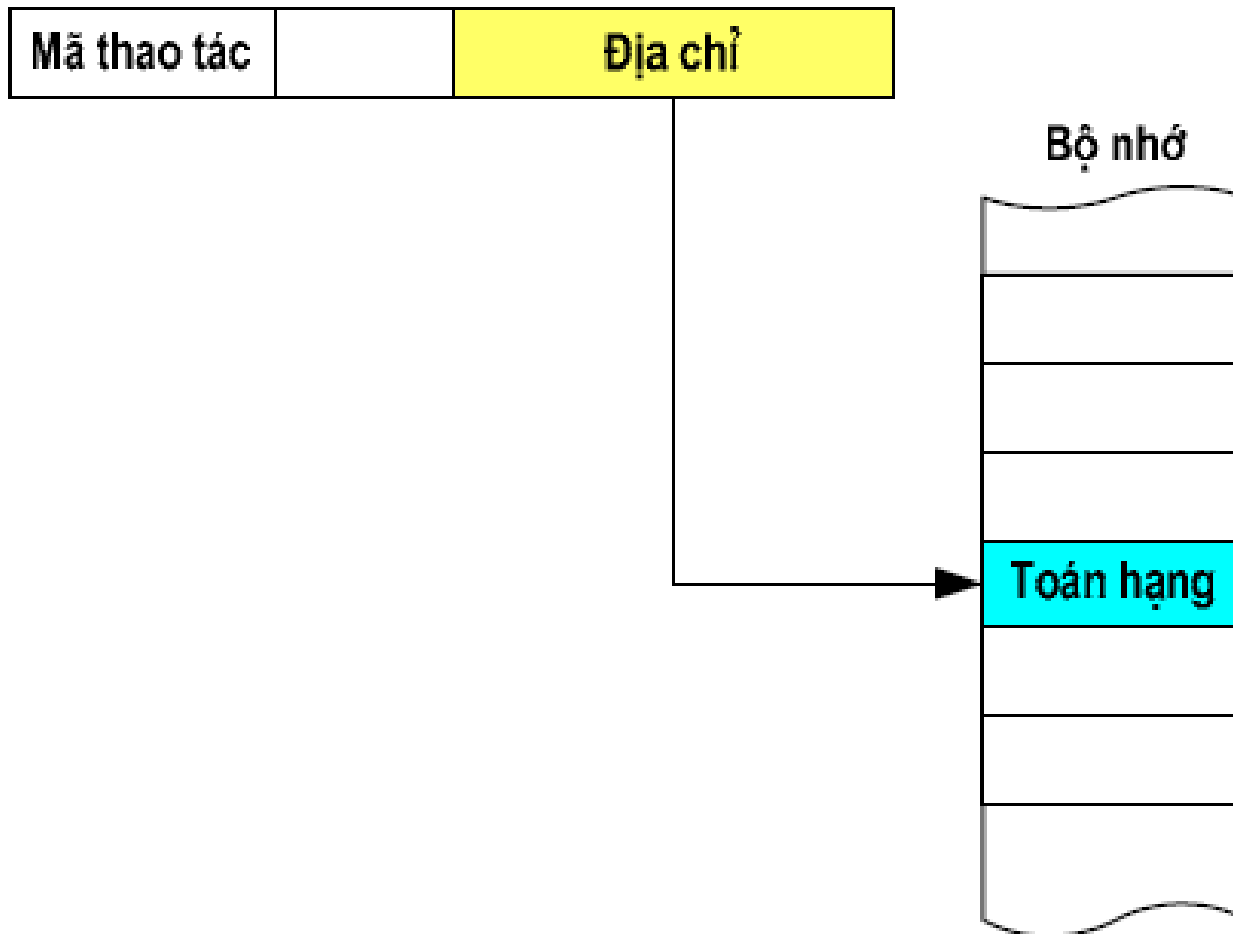 Mã thao tác
Địa chỉ
Bộ nhớ
Toán hạng